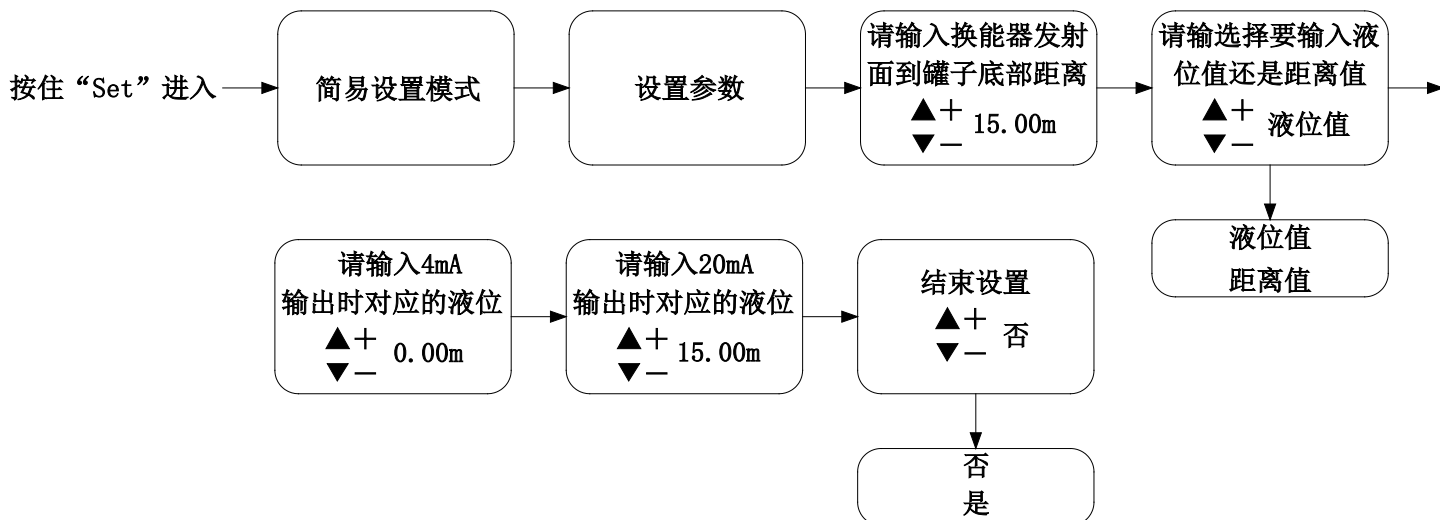 按住“Set”进入
简易设置模式
设置参数
请输入换能器发射
面到罐子底部距离
▲+
▼− 15.00m
请输选择要输入液
位值还是距离值
▲+
▼− 液位值
液位值
距离值
请输入4mA
输出时对应的液位
▲+
▼− 0.00m
请输入20mA
输出时对应的液位
▲+
▼− 15.00m
结束设置
▲+
▼− 否
否
是